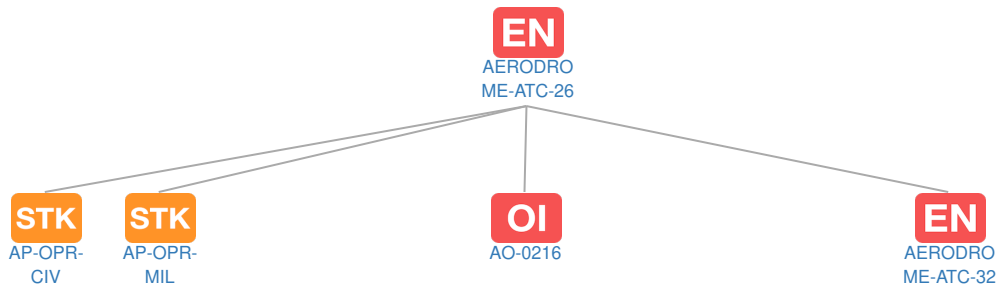 EN
AERODRO
ME-ATC-26
STK
AP-OPR-
CIV
STK
AP-OPR-
MIL
OI
AO-0216
EN
AERODRO
ME-ATC-32